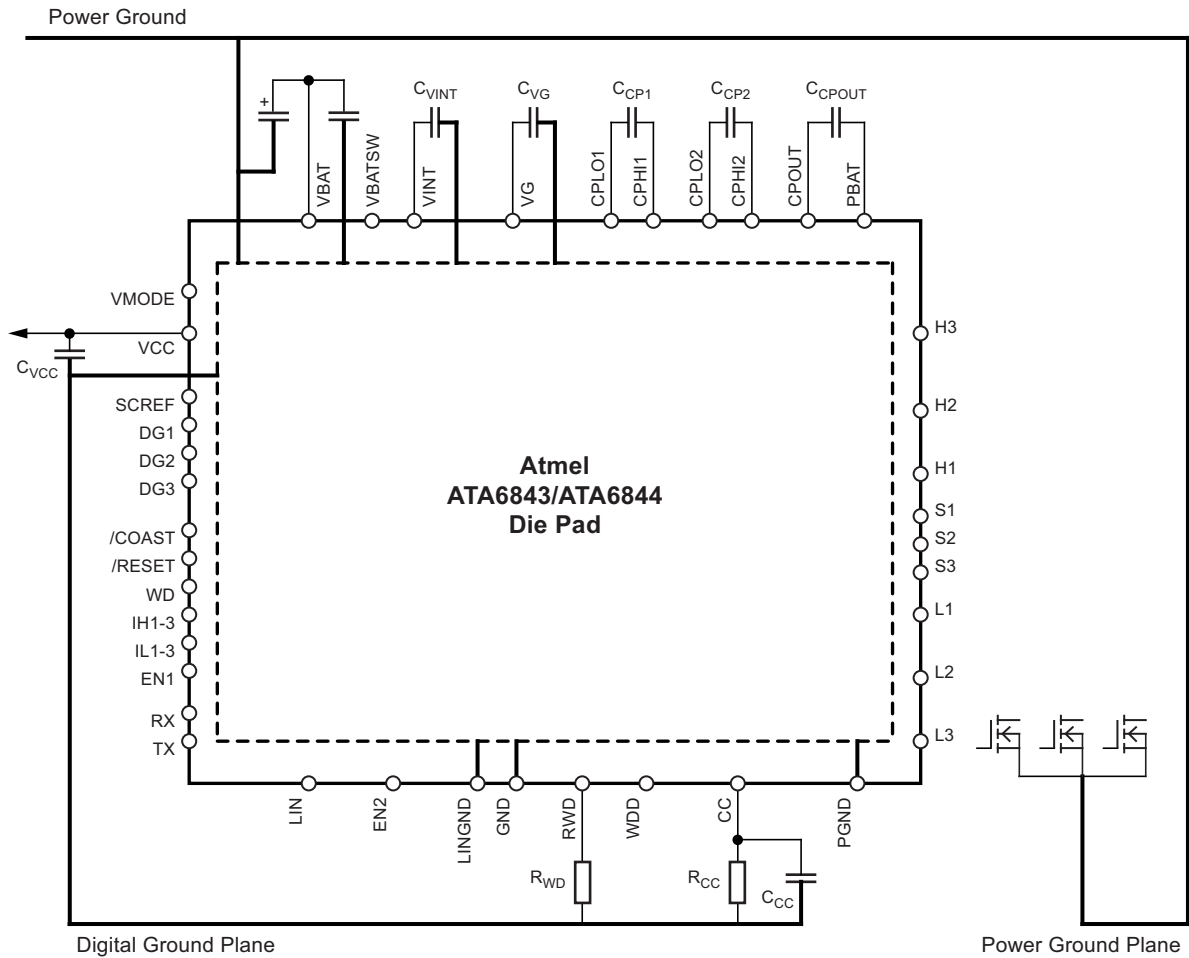 Power Ground
+
C_VINT
C_VG
C_CP1
C_CP2
C_CPOUT
VBAT
VBATSW
VINT
VG
CPLO1
CPHI1
CPLO2
CPHI2
CPOUT
PBAT
VMODE
VCC
C_VCC
SCREF
DG1
DG2
DG3
/COAST
/RESET
WD
IH1-3
IL1-3
EN1
RX
TX
Atmel
ATA6843/ATA6844
Die Pad
H3
H2
H1
S1
S2
S3
L1
L2
L3
LIN
EN2
LINGND
GND
RWD
WDD
CC
PGND
R_WD
R_CC
C_CC
Digital Ground Plane
Power Ground Plane